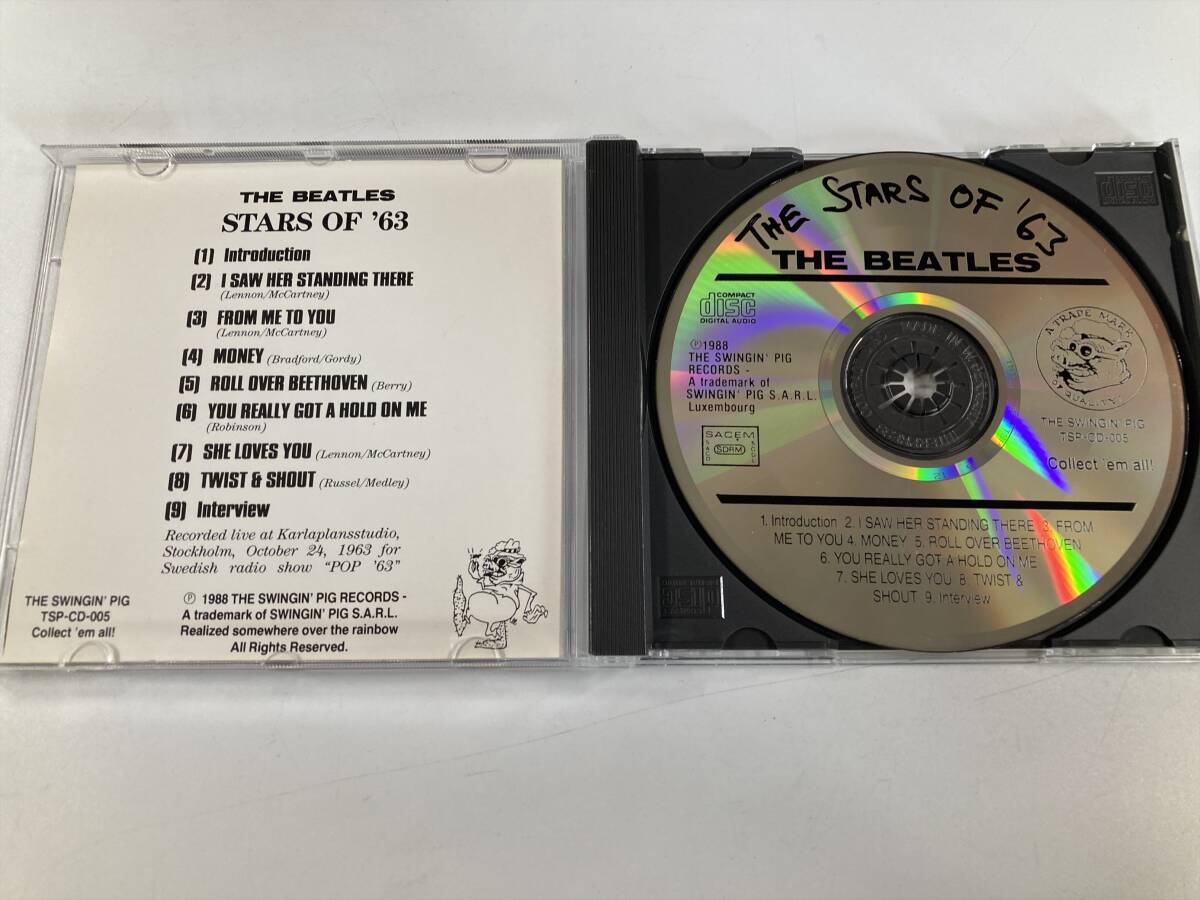 THE BEATLES
STARS OF '63
(1) Introduction
(2) I SAW HER STANDING THERE
(Lennon/McCartney)
(3) FROM ME TO YOU
(Lennon/McCartney)
(4) MONEY (Bradford/Gordy)
(5) ROLL OVER BEETHOVEN (Berry)
(6) YOU REALLY GOT A HOLD ON ME
(Robinson)
(7) SHE LOVES YOU (Lennon/McCartney)
(8) TWIST & SHOUT (Russel/Medley)
(9) Interview
Recorded live at Karlaplansstudio,
Stockholm, October 24, 1963 for
Swedish radio show "POP '63"
THE SWINGIN' PIG
TSP-CD-005
Collect 'em all!
℗ 1988 THE SWINGIN' PIG RECORDS -
A trademark of SWINGIN' PIG S.A.R.L.
Realized somewhere over the rainbow
All Rights Reserved.
THE STARS OF '63
THE BEATLES
COMPACT
disc
DIGITAL AUDIO
℗1988
THE SWINGIN' PIG
RECORDS -
A trademark of
SWINGIN' PIG S.A.R.L.
Luxembourg
SACEM
SDRM
A TRADE MARK
OF QUALITY
THE SWINGIN' PIG
TSP-CD-005
Collect 'em all!
MADE IN W. GERMANY
1. Introduction 2. I SAW HER STANDING THERE 3. FROM
ME TO YOU 4. MONEY 5. ROLL OVER BEETHOVEN
6. YOU REALLY GOT A HOLD ON ME
7. SHE LOVES YOU 8. TWIST &
SHOUT 9. Interview
disc